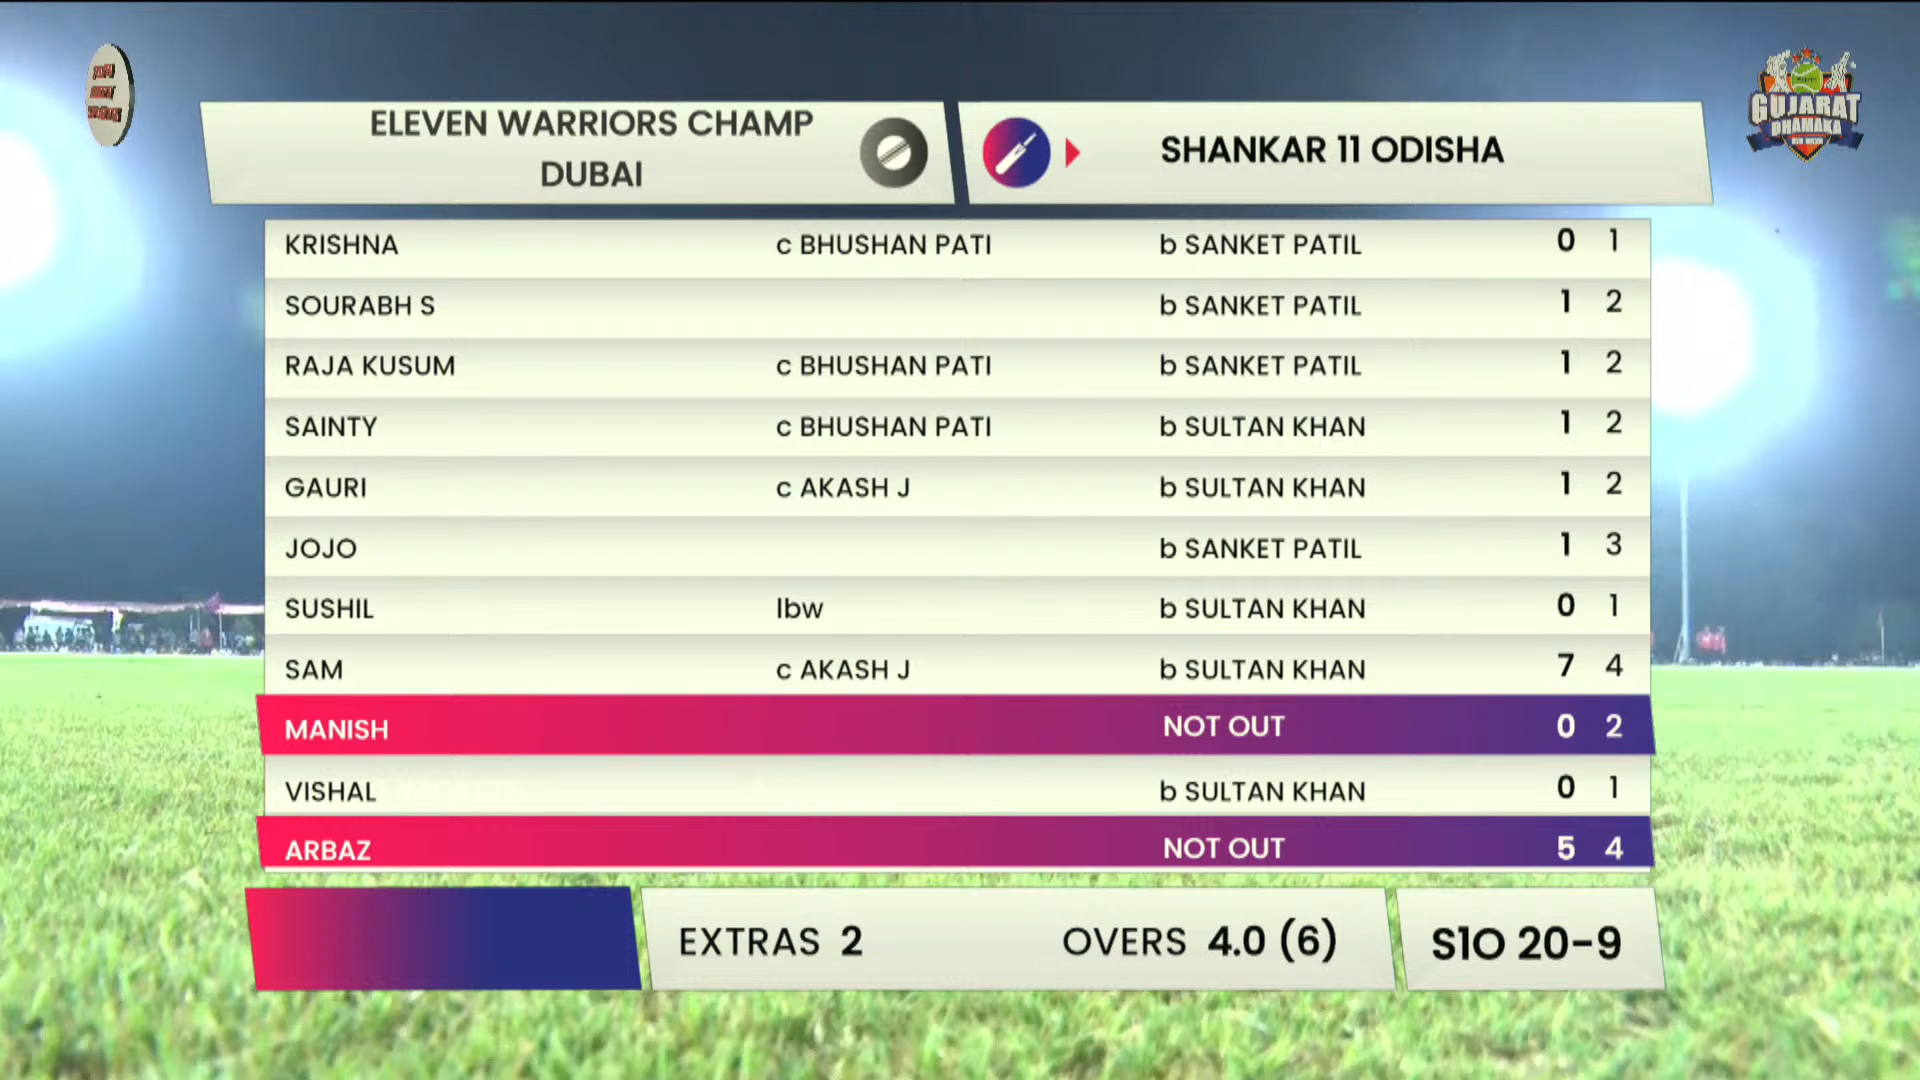 ELEVEN WARRIORS CHAMP
DUBAI
SHANKAR 11 ODISHA
GUJARAT
DHAMAKA
KRISHNA c BHUSHAN PATI b SANKET PATIL 0 1
SOURABH S b SANKET PATIL 1 2
RAJA KUSUM c BHUSHAN PATI b SANKET PATIL 1 2
SAINTY c BHUSHAN PATI b SULTAN KHAN 1 2
GAURI c AKASH J b SULTAN KHAN 1 2
JOJO b SANKET PATIL 1 3
SUSHIL lbw b SULTAN KHAN 0 1
SAM c AKASH J b SULTAN KHAN 7 4
MANISH NOT OUT 0 2
VISHAL b SULTAN KHAN 0 1
ARBAZ NOT OUT 5 4
EXTRAS 2 OVERS 4.0 (6) S1O 20-9